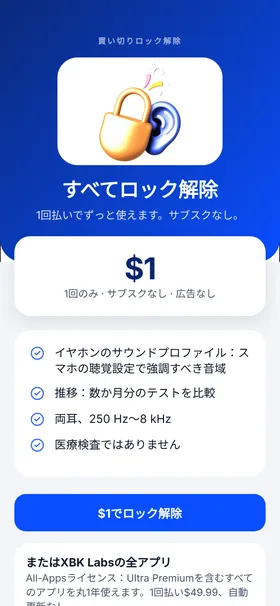 買い切りロック解除
すべてロック解除
1回払いでずっと使えます。サブスクなし。
$1
1回のみ · サブスクなし · 広告なし
イヤホンのサウンドプロファイル：ス
マホの聴覚設定で強調すべき音域
推移：数か月分のテストを比較
両耳、250 Hz〜8 kHz
医療検査ではありません
$1でロック解除
またはXBK Labsの全アプリ
All-Appsライセンス：Ultra Premiumを含むすべて
のアプリを丸1年使えます。1回払い$49.99、自動
更新なし